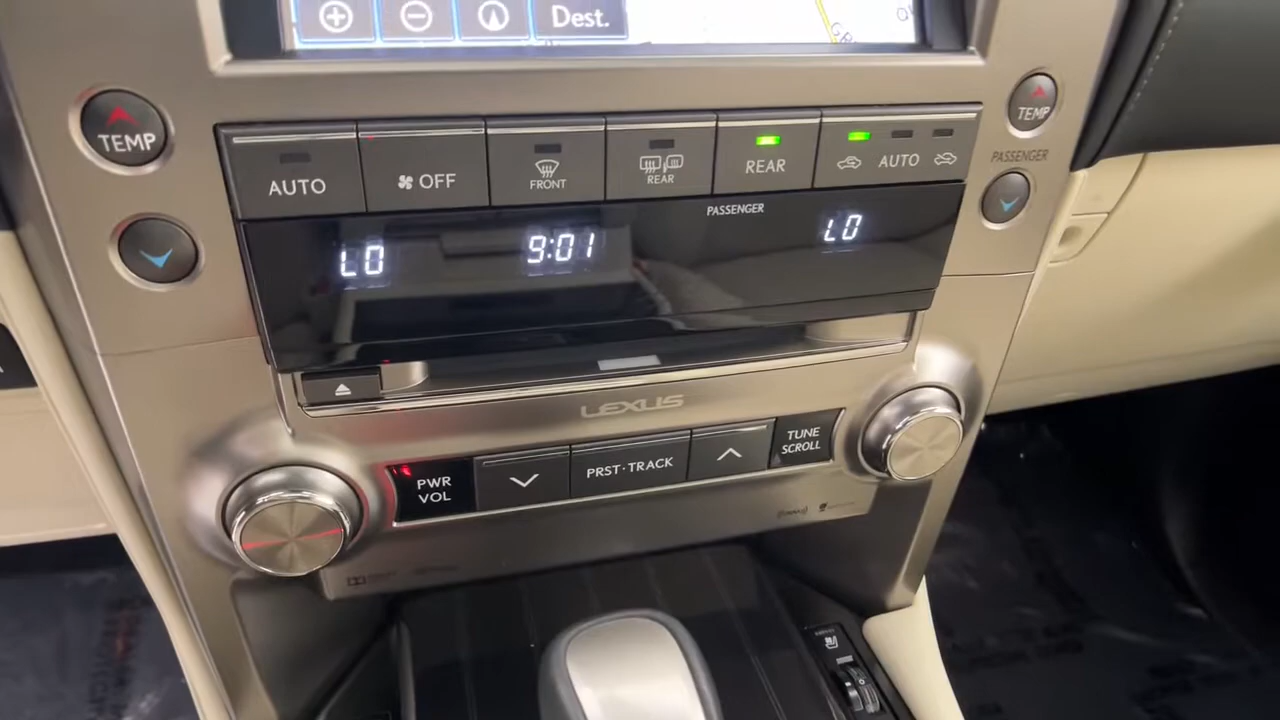 Dest.
TEMP
TEMP
AUTO
OFF
FRONT
REAR
REAR
AUTO
PASSENGER
PASSENGER
LO
9:01
LO
LEXUS
PWR
VOL
PRST·TRACK
TUNE
SCROLL